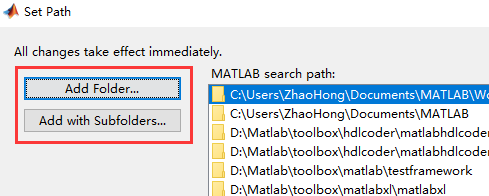 Set Path
All changes take effect immediately.
Add Folder...
Add with Subfolders...
MATLAB search path:
C:\Users\ZhaoHong\Documents\MATLAB\Wo
C:\Users\ZhaoHong\Documents\MATLAB
D:\Matlab\toolbox\hdlcoder\matlabhdlcoder
D:\Matlab\toolbox\hdlcoder\matlabhdlcoder\
D:\Matlab\toolbox\matlab\testframework
D:\Matlab\toolbox\matlabxl\matlabxl